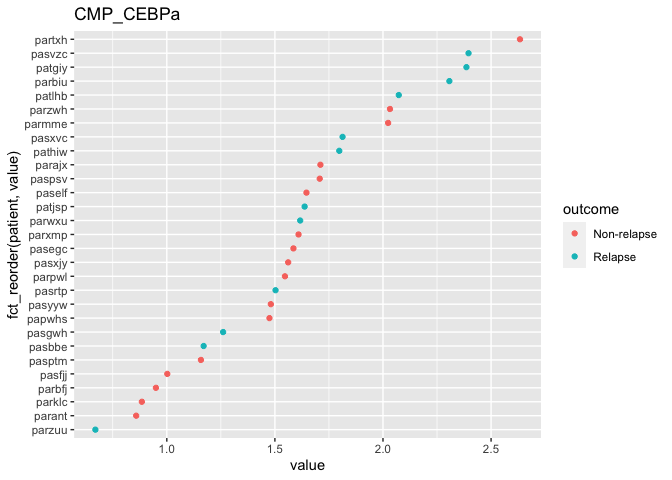 CMP_CEBPa
fct_reorder(patient, value)
partxh
pasvzc
patgiy
parbiu
patlhb
parzwh
parmme
pasxvc
pathiw
parajx
paspsv
paself
patjsp
parwxu
parxmp
pasegc
pasxjy
parpwl
pasrtp
pasyyw
papwhs
pasgwh
pasbbe
pasptm
pasfjj
parbfj
parklc
parant
parzuu
1.0 1.5 2.0 2.5
value
outcome
Non-relapse
Relapse